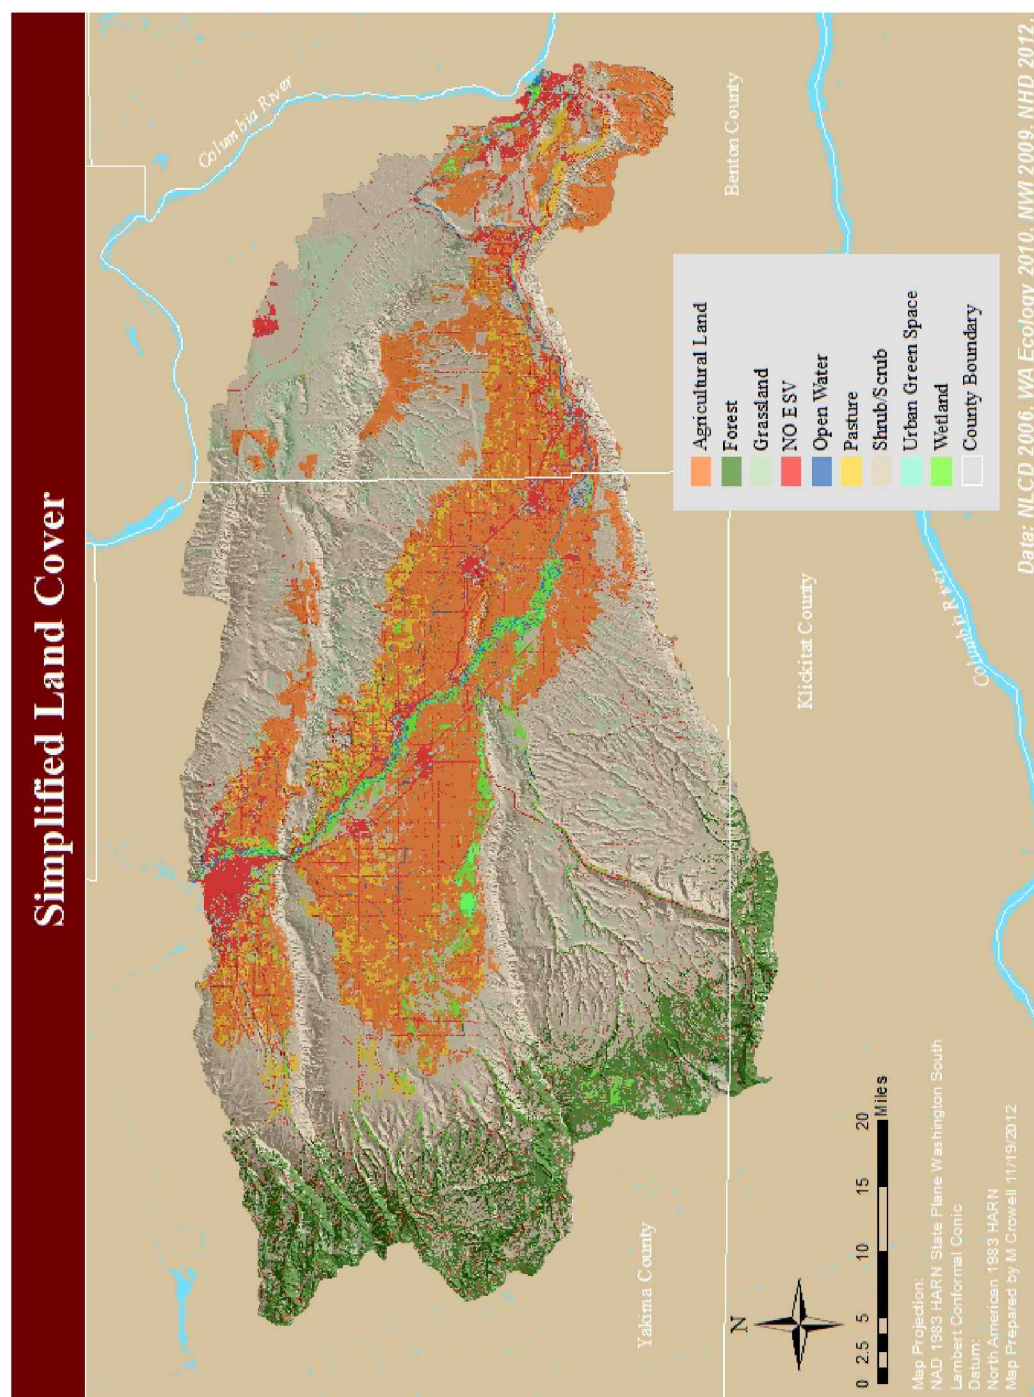 Simplified Land Cover
Columbia River
Benton County
Yakima County
Klickitat County
Columbia River
Agricultural Land
Forest
Grassland
NO ESV
Open Water
Pasture
Shrub/Scrub
Urban Green Space
Wetland
County Boundary
N
0 2.5 5 10 15 20
Miles
Map Projection:
NAD 1983 HARN State Plane Washington South
Lambert Conformal Conic
Datum:
North American 1983 HARN
Map Prepared by M Crowell 11/19/2012
Data: NLCD 2006, WA Ecology 2010, NWI 2009, NHD 2012,